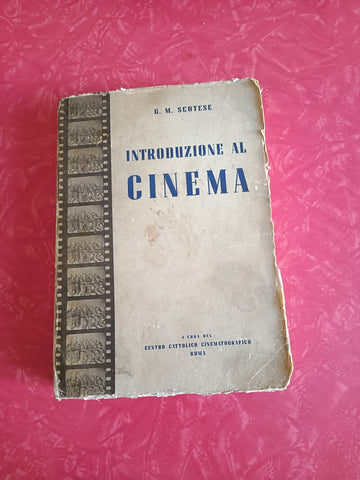 G. M. SCOTESE
INTRODUZIONE AL
CINEMA
A CURA DEL
CENTRO CATTOLICO CINEMATOGRAFICO
ROMA